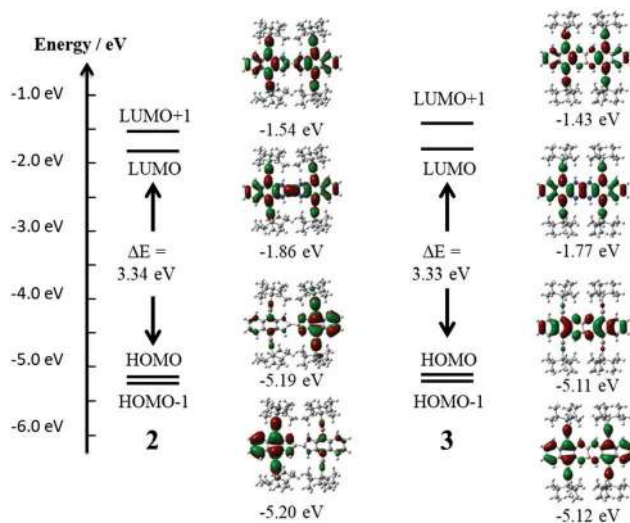 Energy / eV
-1.0 eV
-2.0 eV
-3.0 eV
-4.0 eV
-5.0 eV
-6.0 eV
LUMO+1
LUMO
ΔE =
3.34 eV
HOMO
HOMO-1
2
-1.54 eV
-1.86 eV
-5.19 eV
-5.20 eV
LUMO+1
LUMO
ΔE =
3.33 eV
HOMO
HOMO-1
3
-1.43 eV
-1.77 eV
-5.11 eV
-5.12 eV